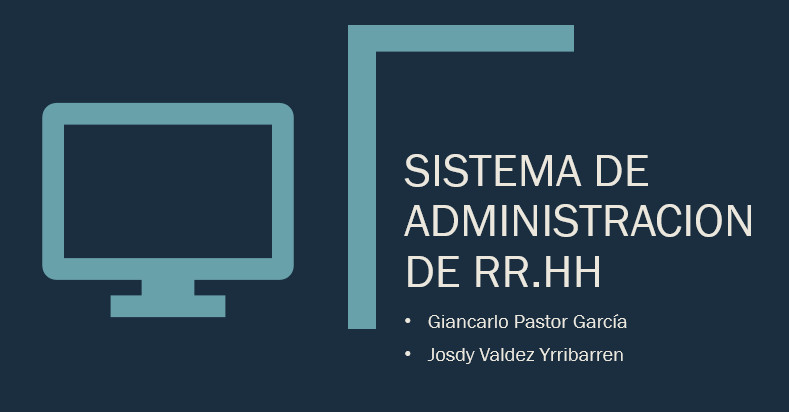 SISTEMA DE
ADMINISTRACION
DE RR.HH
• Giancarlo Pastor García
• Josdy Valdez Yrribarren